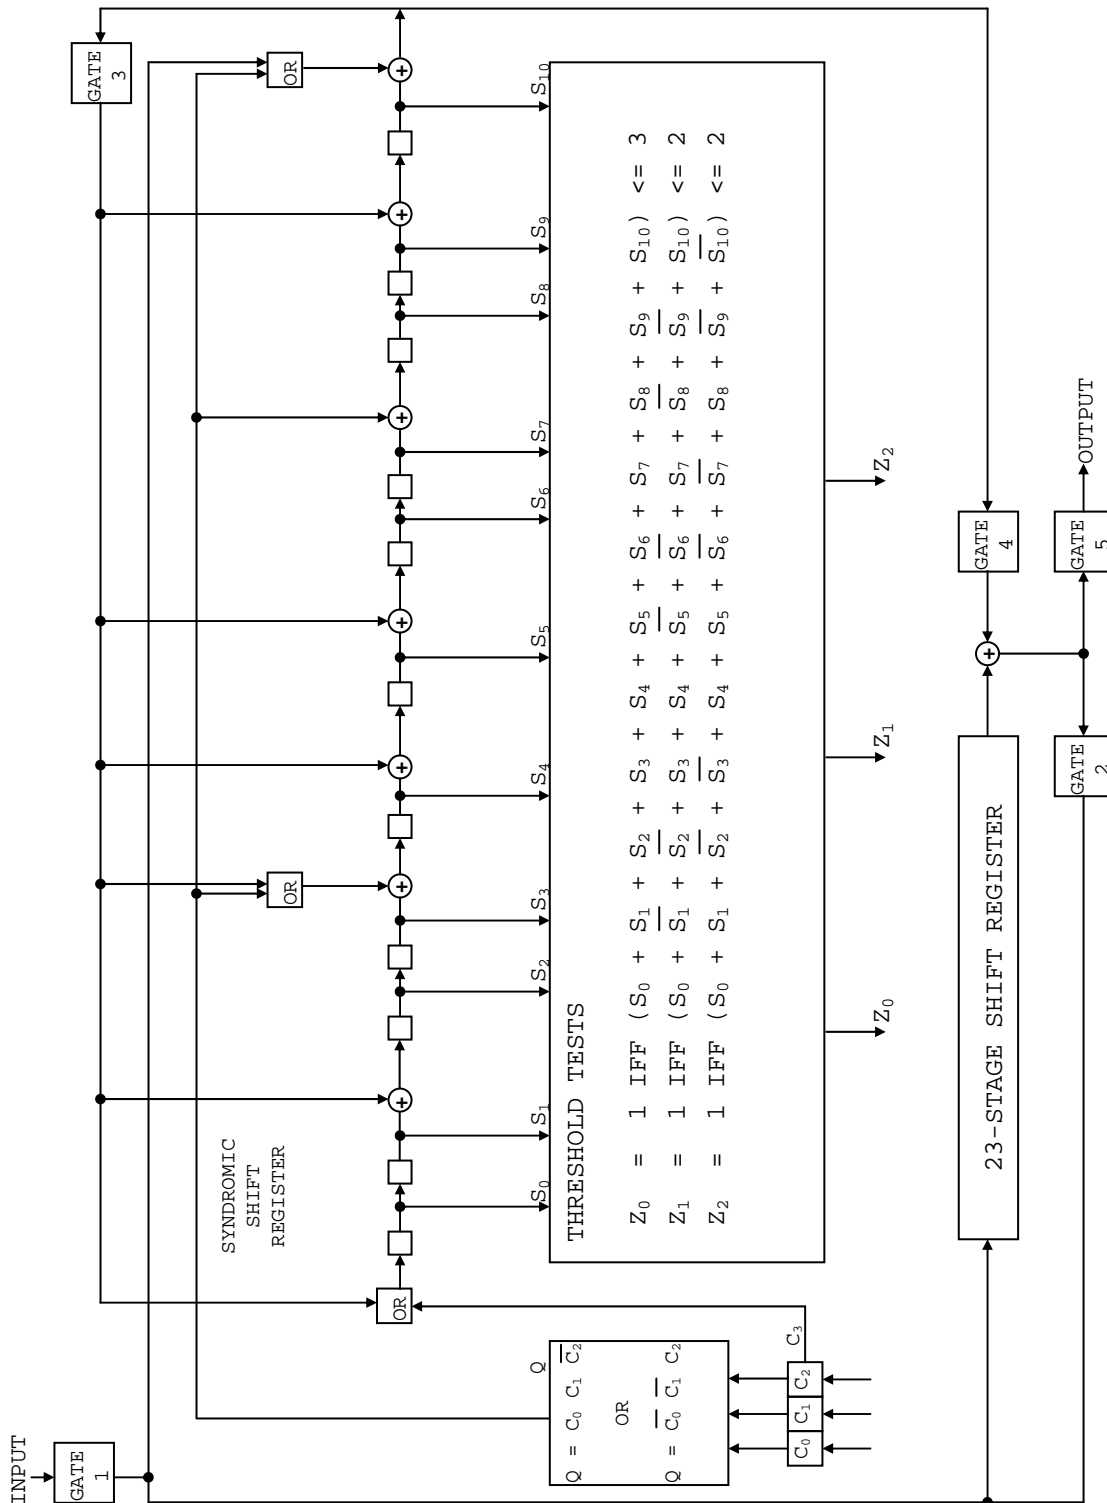 INPUT
GATE 1
GATE 3
OR
OR
OR
SYNDROMIC
SHIFT
REGISTER
Q
Q = C₀ C₁ C̅₂
OR
Q = C̅₀ C̅₁ C₂
C₀ C₁ C₂
C₃
S₀ S₁ S₂ S₃ S₄ S₅ S₆ S₇ S₈ S₉ S₁₀
THRESHOLD TESTS
Z₀ = 1 IFF (S₀ + S₁ + S₂ + S₃ + S₄ + S₅ + S₆ + S₇ + S₈ + S₉ + S₁₀) <= 3
Z₁ = 1 IFF (S₀ + S̅₁ + S̅₂ + S̅₃ + S₄ + S̅₅ + S̅₆ + S₇ + S̅₈ + S̅₉ + S₁₀) <= 2
Z₂ = 1 IFF (S₀ + S₁ + S̅₂ + S̅₃ + S₄ + S₅ + S̅₆ + S̅₇ + S₈ + S̅₉ + S̅₁₀) <= 2
Z₀
Z₁
Z₂
23-STAGE SHIFT REGISTER
GATE 4
GATE 2
GATE 5
OUTPUT